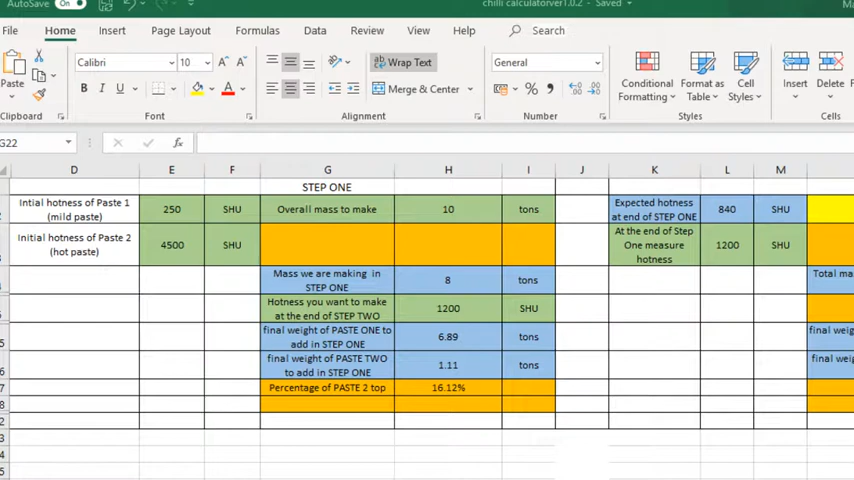 AutoSave On
chilli calculatorver1.0.2 - Saved
File Home Insert Page Layout Formulas Data Review View Help Search
Paste
Calibri 10 A A
B I U A
Font
ab Wrap Text
Merge & Center
Alignment
General
% 9
Number
Conditional Formatting
Format as Table
Cell Styles
Styles
Insert Delete
Cells
G22 fx
D E F G H I J K L M
STEP ONE
Intial hotness of Paste 1 (mild paste) 250 SHU Overall mass to make 10 tons Expected hotness at end of STEP ONE 840 SHU
Initial hotness of Paste 2 (hot paste) 4500 SHU At the end of Step One measure hotness 1200 SHU
Mass we are making in STEP ONE 8 tons Total ma
Hotness you want to make at the end of STEP TWO 1200 SHU
final weight of PASTE ONE to add in STEP ONE 6.89 tons final weigh
final weight of PASTE TWO to add in STEP ONE 1.11 tons final weigh
Percentage of PASTE 2 top 16.12%